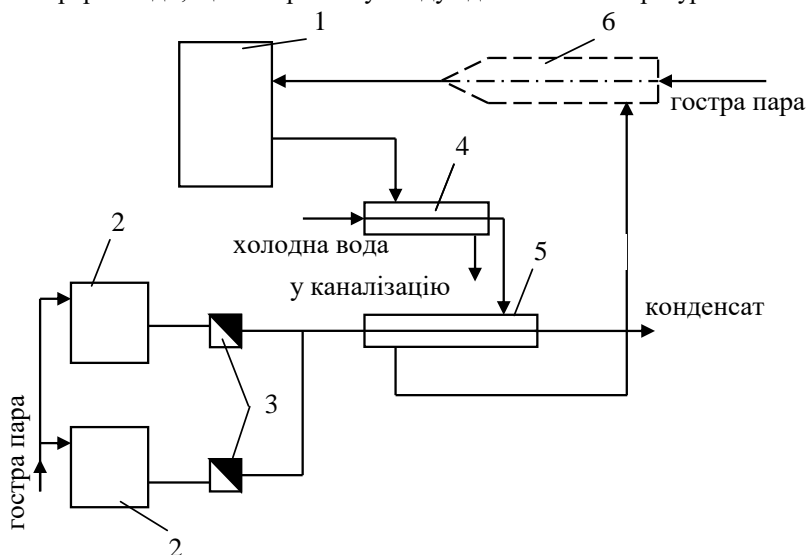 1
6
гостра пара
4
2
холодна вода
5
у каналізацію
конденсат
3
гостра пара
2